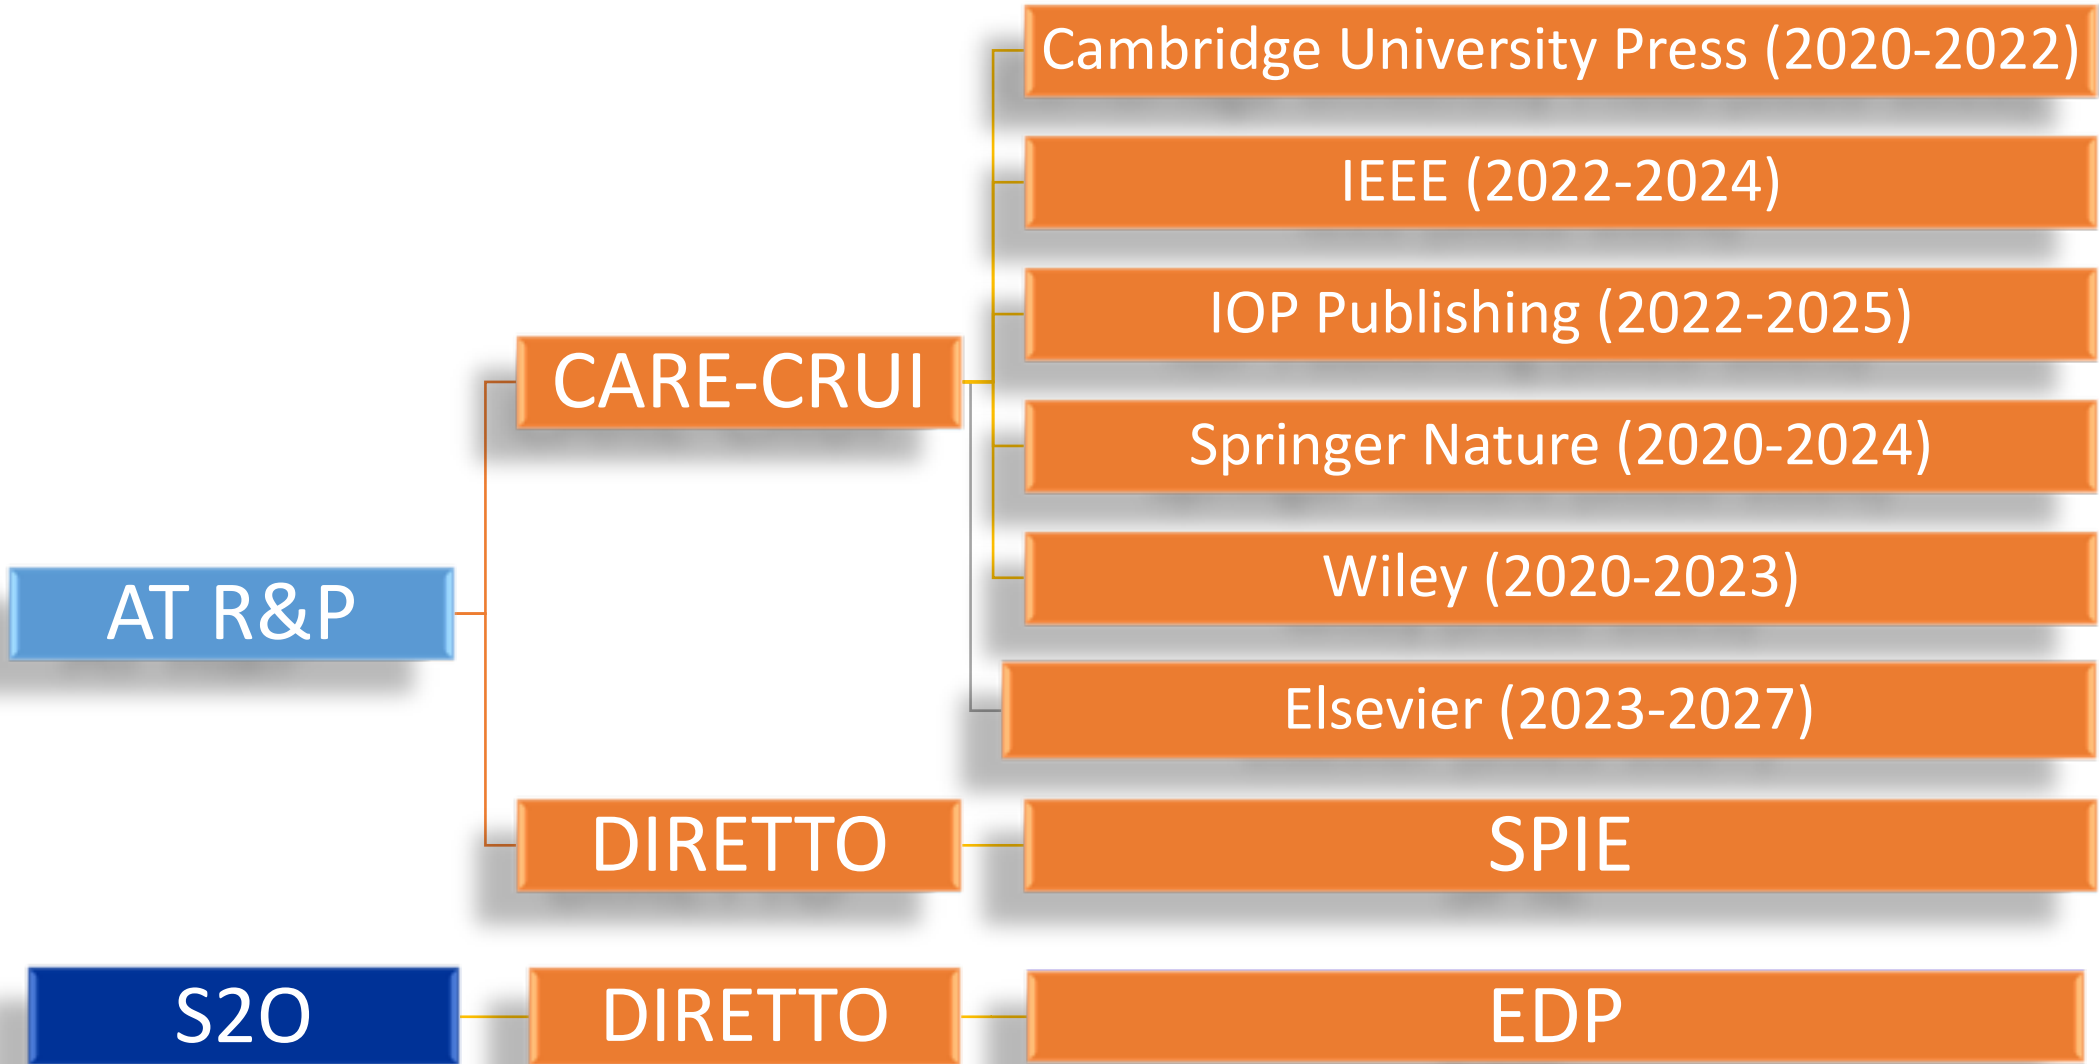 AT R&P
CARE-CRUI
Cambridge University Press (2020-2022)
IEEE (2022-2024)
IOP Publishing (2022-2025)
Springer Nature (2020-2024)
Wiley (2020-2023)
Elsevier (2023-2027)
DIRETTO
SPIE
S2O
DIRETTO
EDP